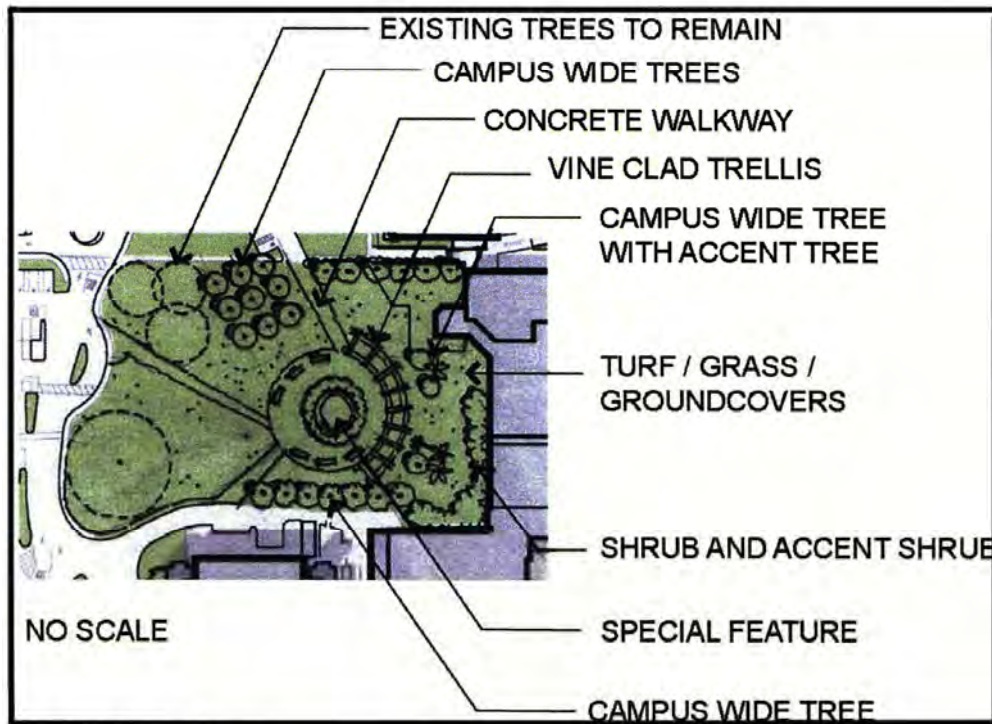 EXISTING TREES TO REMAIN
CAMPUS WIDE TREES
CONCRETE WALKWAY
VINE CLAD TRELLIS
CAMPUS WIDE TREE
WITH ACCENT TREE
TURF / GRASS /
GROUNDCOVERS
SHRUB AND ACCENT SHRUB
NO SCALE
SPECIAL FEATURE
CAMPUS WIDE TREE